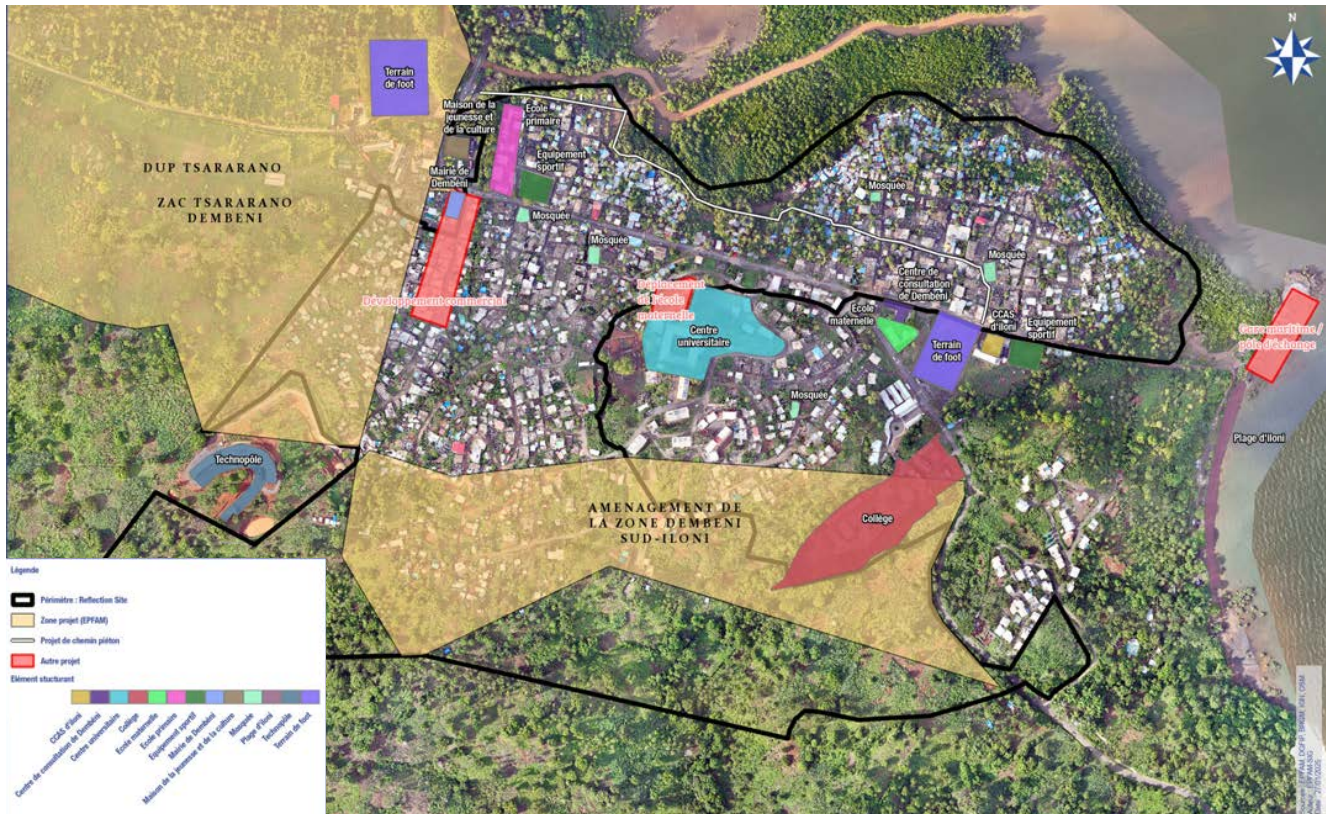 N
Terrain
de foot
Maison de la
jeunesse et
de la culture
Ecole
primaire
Equipement
sportif
DUP TSARARANO
ZAC TSARARANO
DEMBENI
Mairie de
Dembéni
Mosquée
Mosquée
Mosquée
Mosquée
Centre de
consultation
de Dembéni
Développement commercial
Déplacement
de l'école
maternelle
Centre
universitaire
Ecole
maternelle
Terrain
de foot
CCAS
d'iloni
Equipement
sportif
Gare maritime /
pôle d'échange
Mosquée
Plage d'iloni
Technopôle
AMENAGEMENT DE
LA ZONE DEMBENI
SUD-ILONI
Collège
Légende
Périmètre : Reflection Site
Zone projet (EPFAM)
Projet de chemin piéton
Autre projet
Elément stucturant
CCAS d'iloni
Centre de consultation de Dembéni
Centre universitaire
Collège
Ecole maternelle
Ecole primaire
Equipement sportif
Mairie de Dembéni
Maison de la jeunesse et de la culture
Mosquée
Plage d'iloni
Technopôle
Terrain de foot